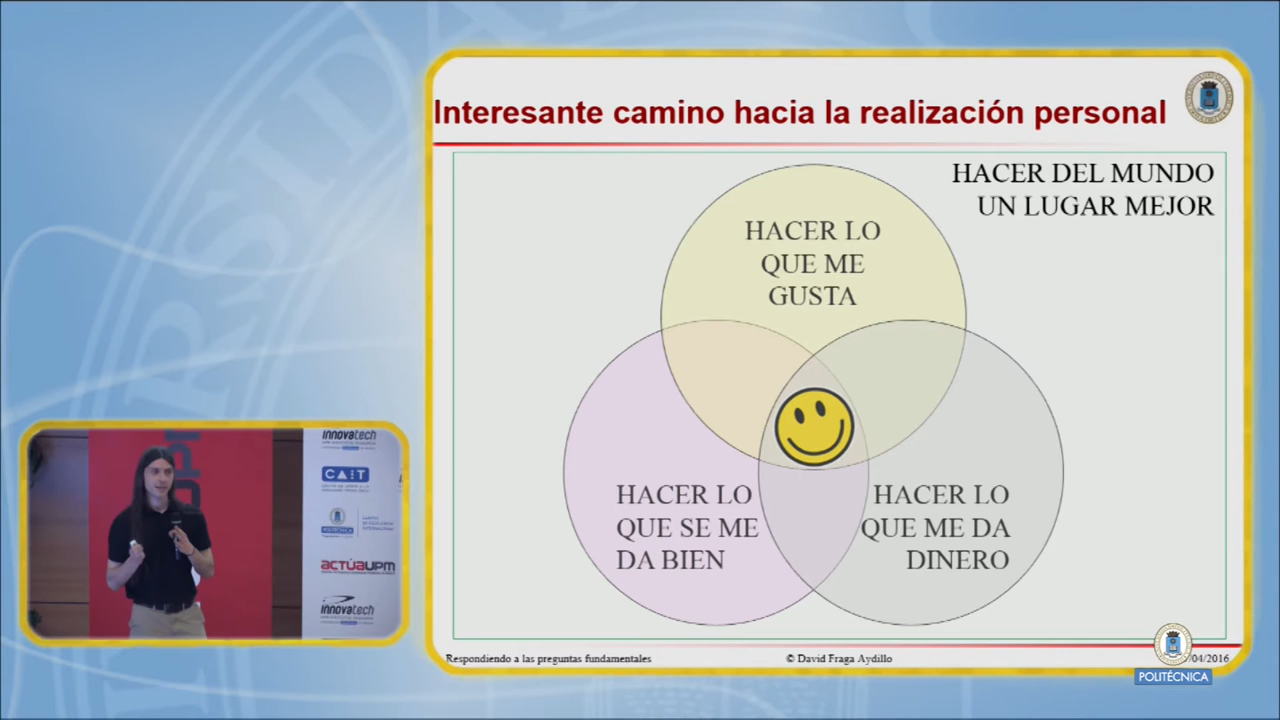 Interesante camino hacia la realización personal
HACER DEL MUNDO
UN LUGAR MEJOR
HACER LO
QUE ME
GUSTA
HACER LO
QUE SE ME
DA BIEN
HACER LO
QUE ME DA
DINERO
Respondiendo a las preguntas fundamentales
© David Fraga Aydillo
/04/2016
POLITÉCNICA
innovatech
CAIT
POLITÉCNICA
ACTÚAUPM
innovatech